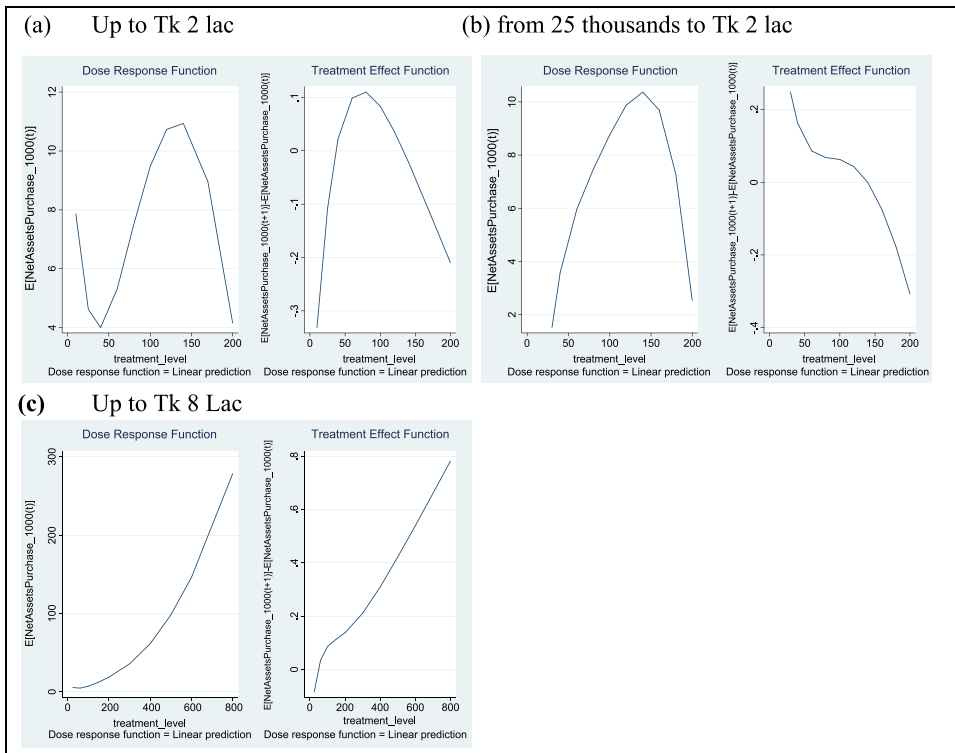 (a) Up to Tk 2 lac
Dose Response Function
E[NetAssetsPurchase_1000(t)]
12
10
8
6
4
0 50 100 150 200
treatment_level
Dose response function = Linear prediction
Treatment Effect Function
E[NetAssetsPurchase_1000(t+1)]-E[NetAssetsPurchase_1000(t)]
.1
0
-.1
-.2
-.3
0 50 100 150 200
treatment_level
Dose response function = Linear prediction
(b) from 25 thousands to Tk 2 lac
Dose Response Function
E[NetAssetsPurchase_1000(t)]
10
8
6
4
2
0 50 100 150 200
treatment_level
Dose response function = Linear prediction
Treatment Effect Function
E[NetAssetsPurchase_1000(t+1)]-E[NetAssetsPurchase_1000(t)]
.2
0
-.2
-.4
0 50 100 150 200
treatment_level
Dose response function = Linear prediction
(c) Up to Tk 8 Lac
Dose Response Function
E[NetAssetsPurchase_1000(t)]
300
200
100
0
0 200 400 600 800
treatment_level
Dose response function = Linear prediction
Treatment Effect Function
E[NetAssetsPurchase_1000(t+1)]-E[NetAssetsPurchase_1000(t)]
.8
.6
.4
.2
0
0 200 400 600 800
treatment_level
Dose response function = Linear prediction